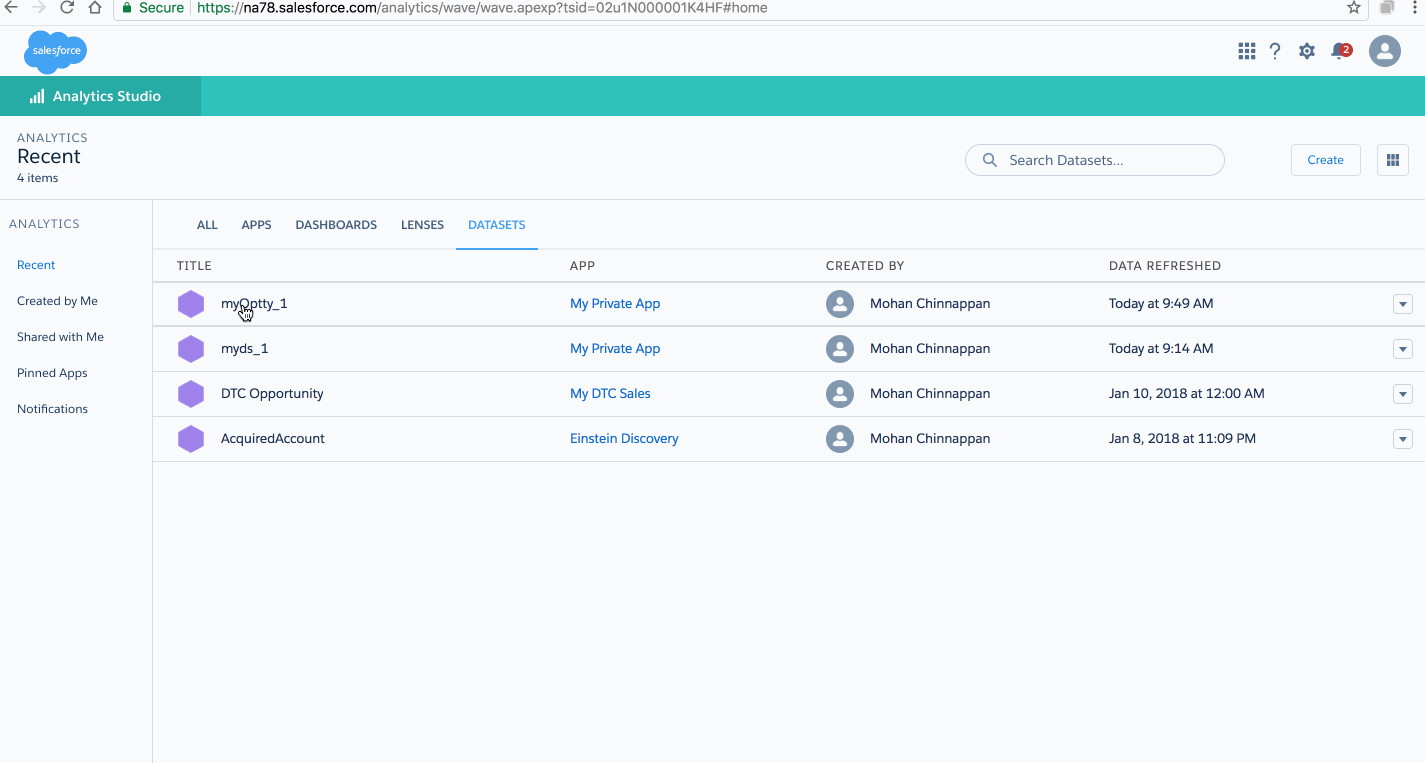 Secure https://na78.salesforce.com/analytics/wave/wave.apexp?tsid=02u1N000001K4HF#home
salesforce
2
Analytics Studio
ANALYTICS
Recent
4 items
Search Datasets...
Create
ANALYTICS
Recent
Created by Me
Shared with Me
Pinned Apps
Notifications
ALL APPS DASHBOARDS LENSES DATASETS
TITLE APP CREATED BY DATA REFRESHED
myOptty_1 My Private App Mohan Chinnappan Today at 9:49 AM
myds_1 My Private App Mohan Chinnappan Today at 9:14 AM
DTC Opportunity My DTC Sales Mohan Chinnappan Jan 10, 2018 at 12:00 AM
AcquiredAccount Einstein Discovery Mohan Chinnappan Jan 8, 2018 at 11:09 PM